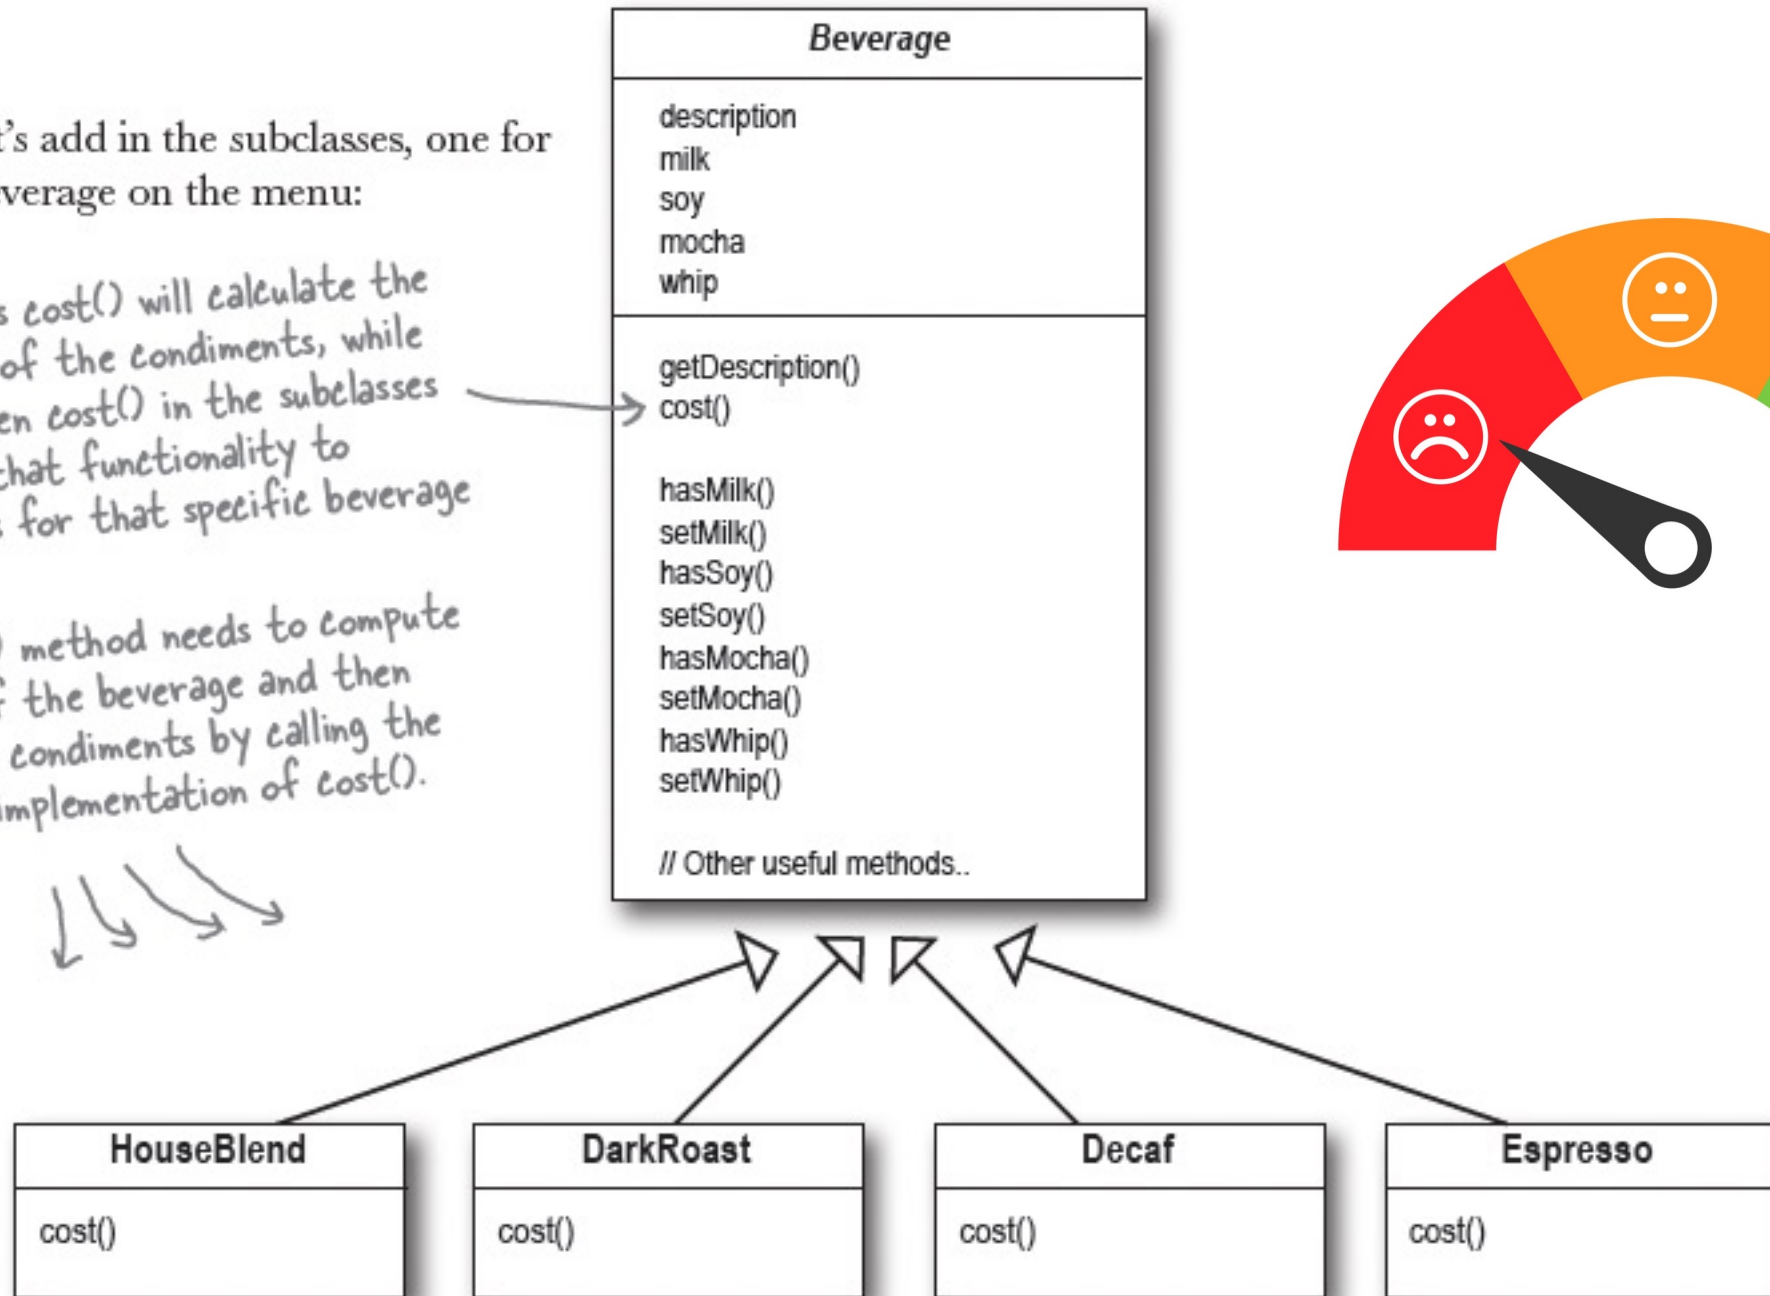 's add in the subclasses, one for
verage on the menu:
s cost() will calculate the
of the condiments, while
en cost() in the subclasses
that functionality to
s for that specific beverage
) method needs to compute
f the beverage and then
condiments by calling the
implementation of cost().
Beverage
description
milk
soy
mocha
whip
getDescription()
cost()
hasMilk()
setMilk()
hasSoy()
setSoy()
hasMocha()
setMocha()
hasWhip()
setWhip()
// Other useful methods..
HouseBlend
cost()
DarkRoast
cost()
Decaf
cost()
Espresso
cost()